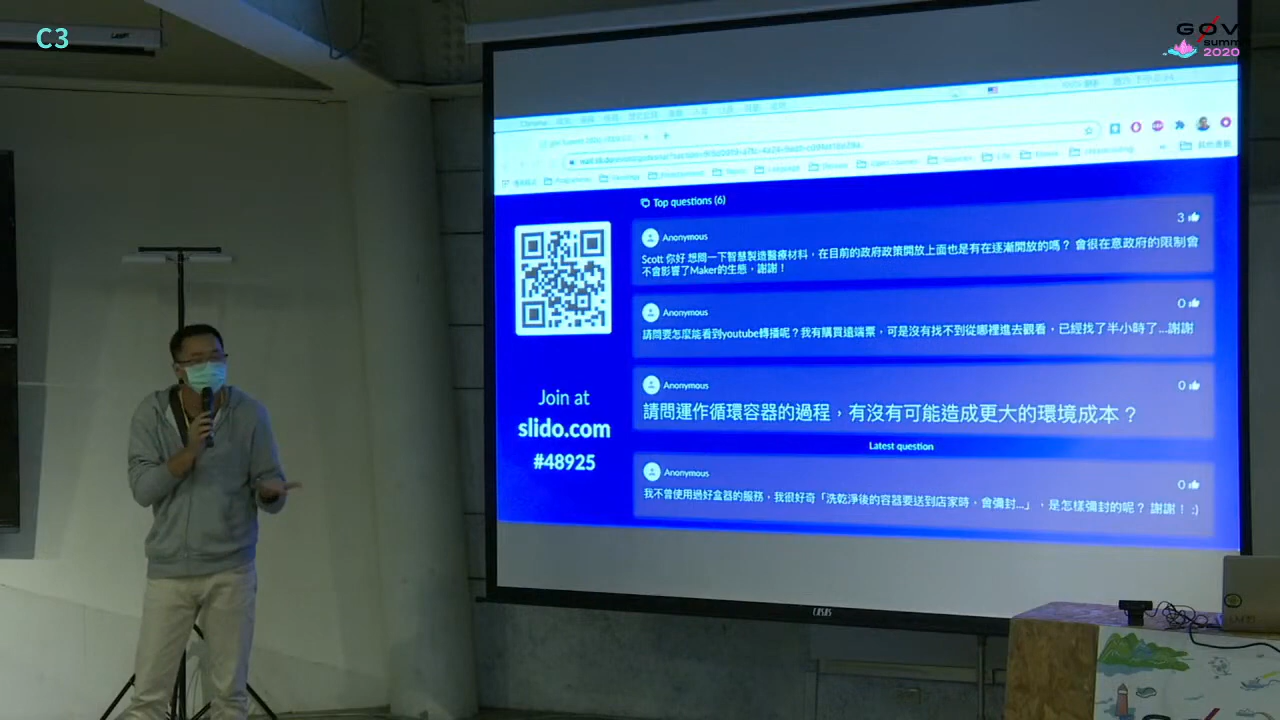 C3
GOV
summ
2020
Top questions (6)
3
Anonymous
Scott 你好 想問一下智慧製造醫療材料，在目前的政府政策開放上面也是有在逐漸開放的嗎？ 會很在意政府的限制會
不會影響了Maker的生態，謝謝！
0
Anonymous
請問要怎麼能看到youtube轉播呢？我有購買遠端票，可是沒有找不到從哪裡進去觀看，已經找了半小時了...謝謝
0
Anonymous
請問運作循環容器的過程，有沒有可能造成更大的環境成本？
Latest question
0
Anonymous
我不曾使用過好盒器的服務，我很好奇「洗乾淨後的容器要送到店家時，會彌封...」，是怎樣彌封的呢？ 謝謝！:)
Join at
slido.com
#48925